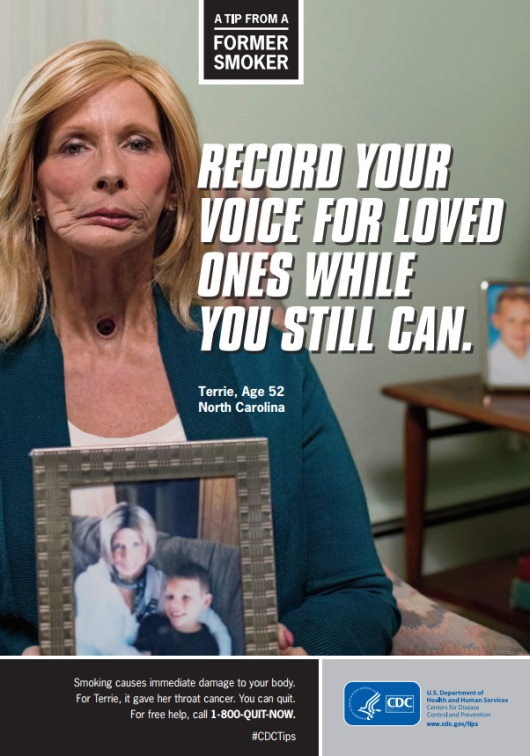 A TIP FROM A
FORMER
SMOKER
RECORD YOUR
VOICE FOR LOVED
ONES WHILE
YOU STILL CAN.
Terrie, Age 52
North Carolina
Smoking causes immediate damage to your body.
For Terrie, it gave her throat cancer. You can quit.
For free help, call 1-800-QUIT-NOW.
#CDCTips
CDC
U.S. Department of
Health and Human Services
Centers for Disease
Control and Prevention
www.cdc.gov/tips